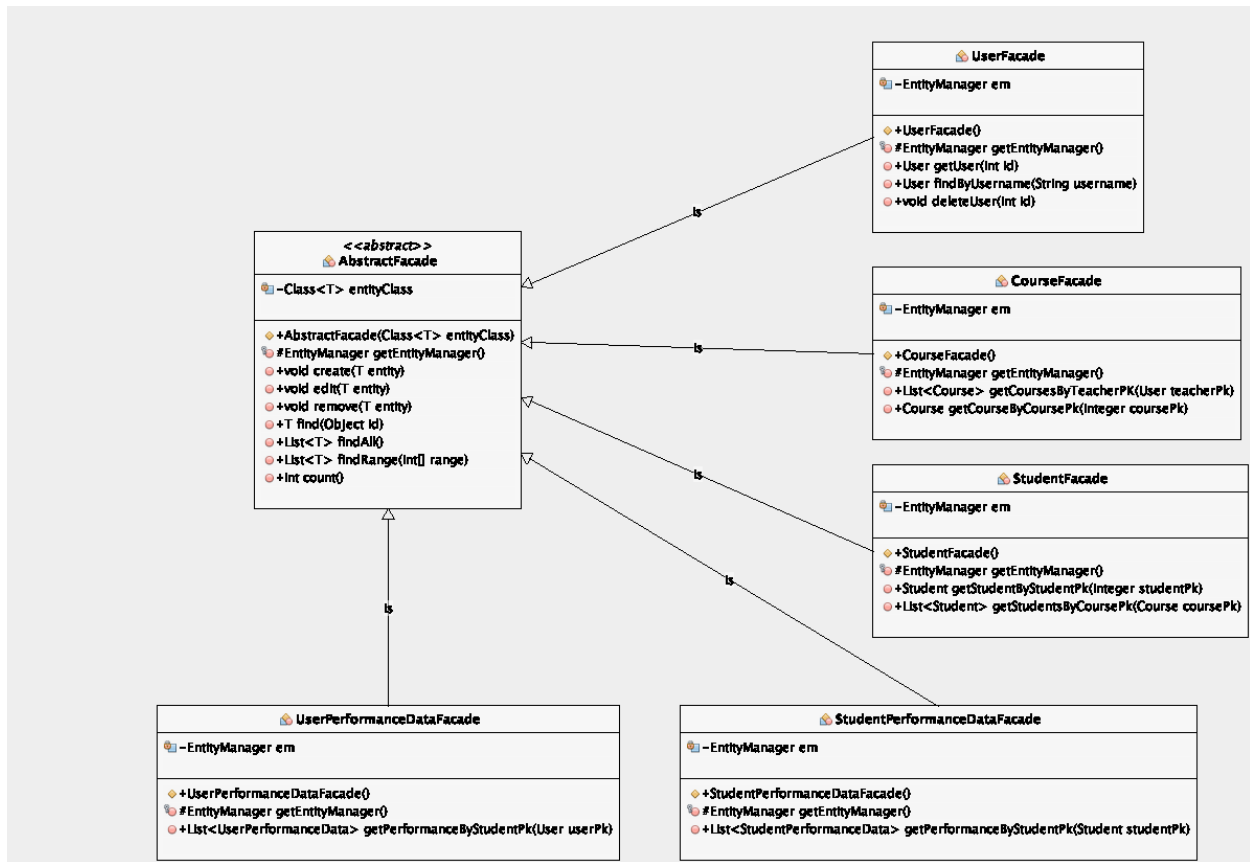 UserFacade
-EntityManager em
+UserFacade()
#EntityManager getEntityManager()
+User getUser(int id)
+User findByUsername(String username)
+void deleteUser(int id)
is
<<abstract>>
AbstractFacade
-Class<T> entityClass
+AbstractFacade(Class<T> entityClass)
#EntityManager getEntityManager()
+void create(T entity)
+void edit(T entity)
+void remove(T entity)
+T find(Object id)
+List<T> findAll()
+List<T> findRange(int[] range)
+int count()
is
CourseFacade
-EntityManager em
+CourseFacade()
#EntityManager getEntityManager()
+List<Course> getCoursesByTeacherPK(User teacherPk)
+Course getCourseByCoursePk(Integer coursePk)
is
StudentFacade
-EntityManager em
+StudentFacade()
#EntityManager getEntityManager()
+Student getStudentByStudentPk(Integer studentPk)
+List<Student> getStudentsByCoursePk(Course coursePk)
is
is
UserPerformanceDataFacade
-EntityManager em
+UserPerformanceDataFacade()
#EntityManager getEntityManager()
+List<UserPerformanceData> getPerformanceByStudentPk(User userPk)
StudentPerformanceDataFacade
-EntityManager em
+StudentPerformanceDataFacade()
#EntityManager getEntityManager()
+List<StudentPerformanceData> getPerformanceByStudentPk(Student studentPk)